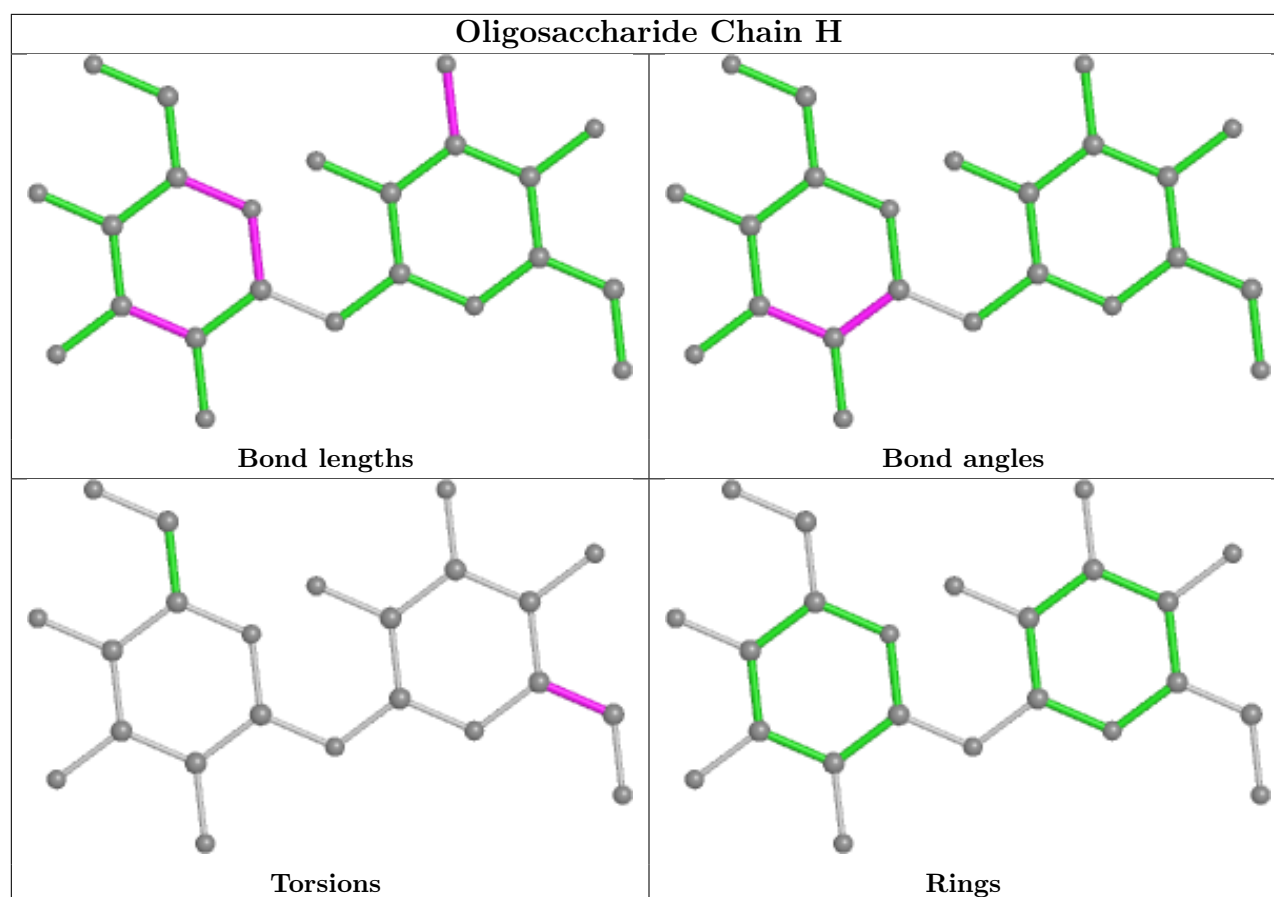 Oligosaccharide Chain H
Bond lengths
Bond angles
Torsions
Rings